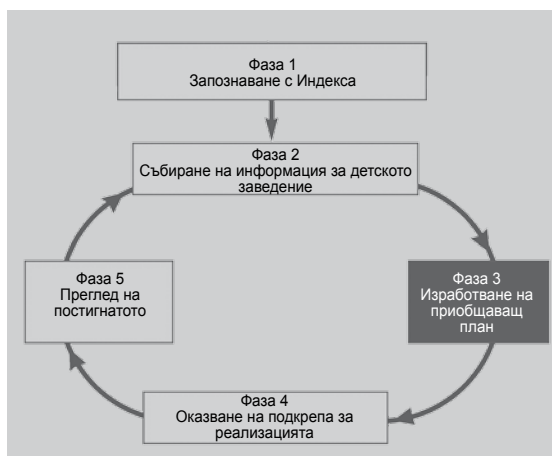 Фаза 1
Запознаване с Индекса
Фаза 2
Събиране на информация за детското
заведение
Фаза 3
Изработване на
приобщаващ
план
Фаза 4
Оказване на подкрепа за
реализацията
Фаза 5
Преглед на
постигнатото